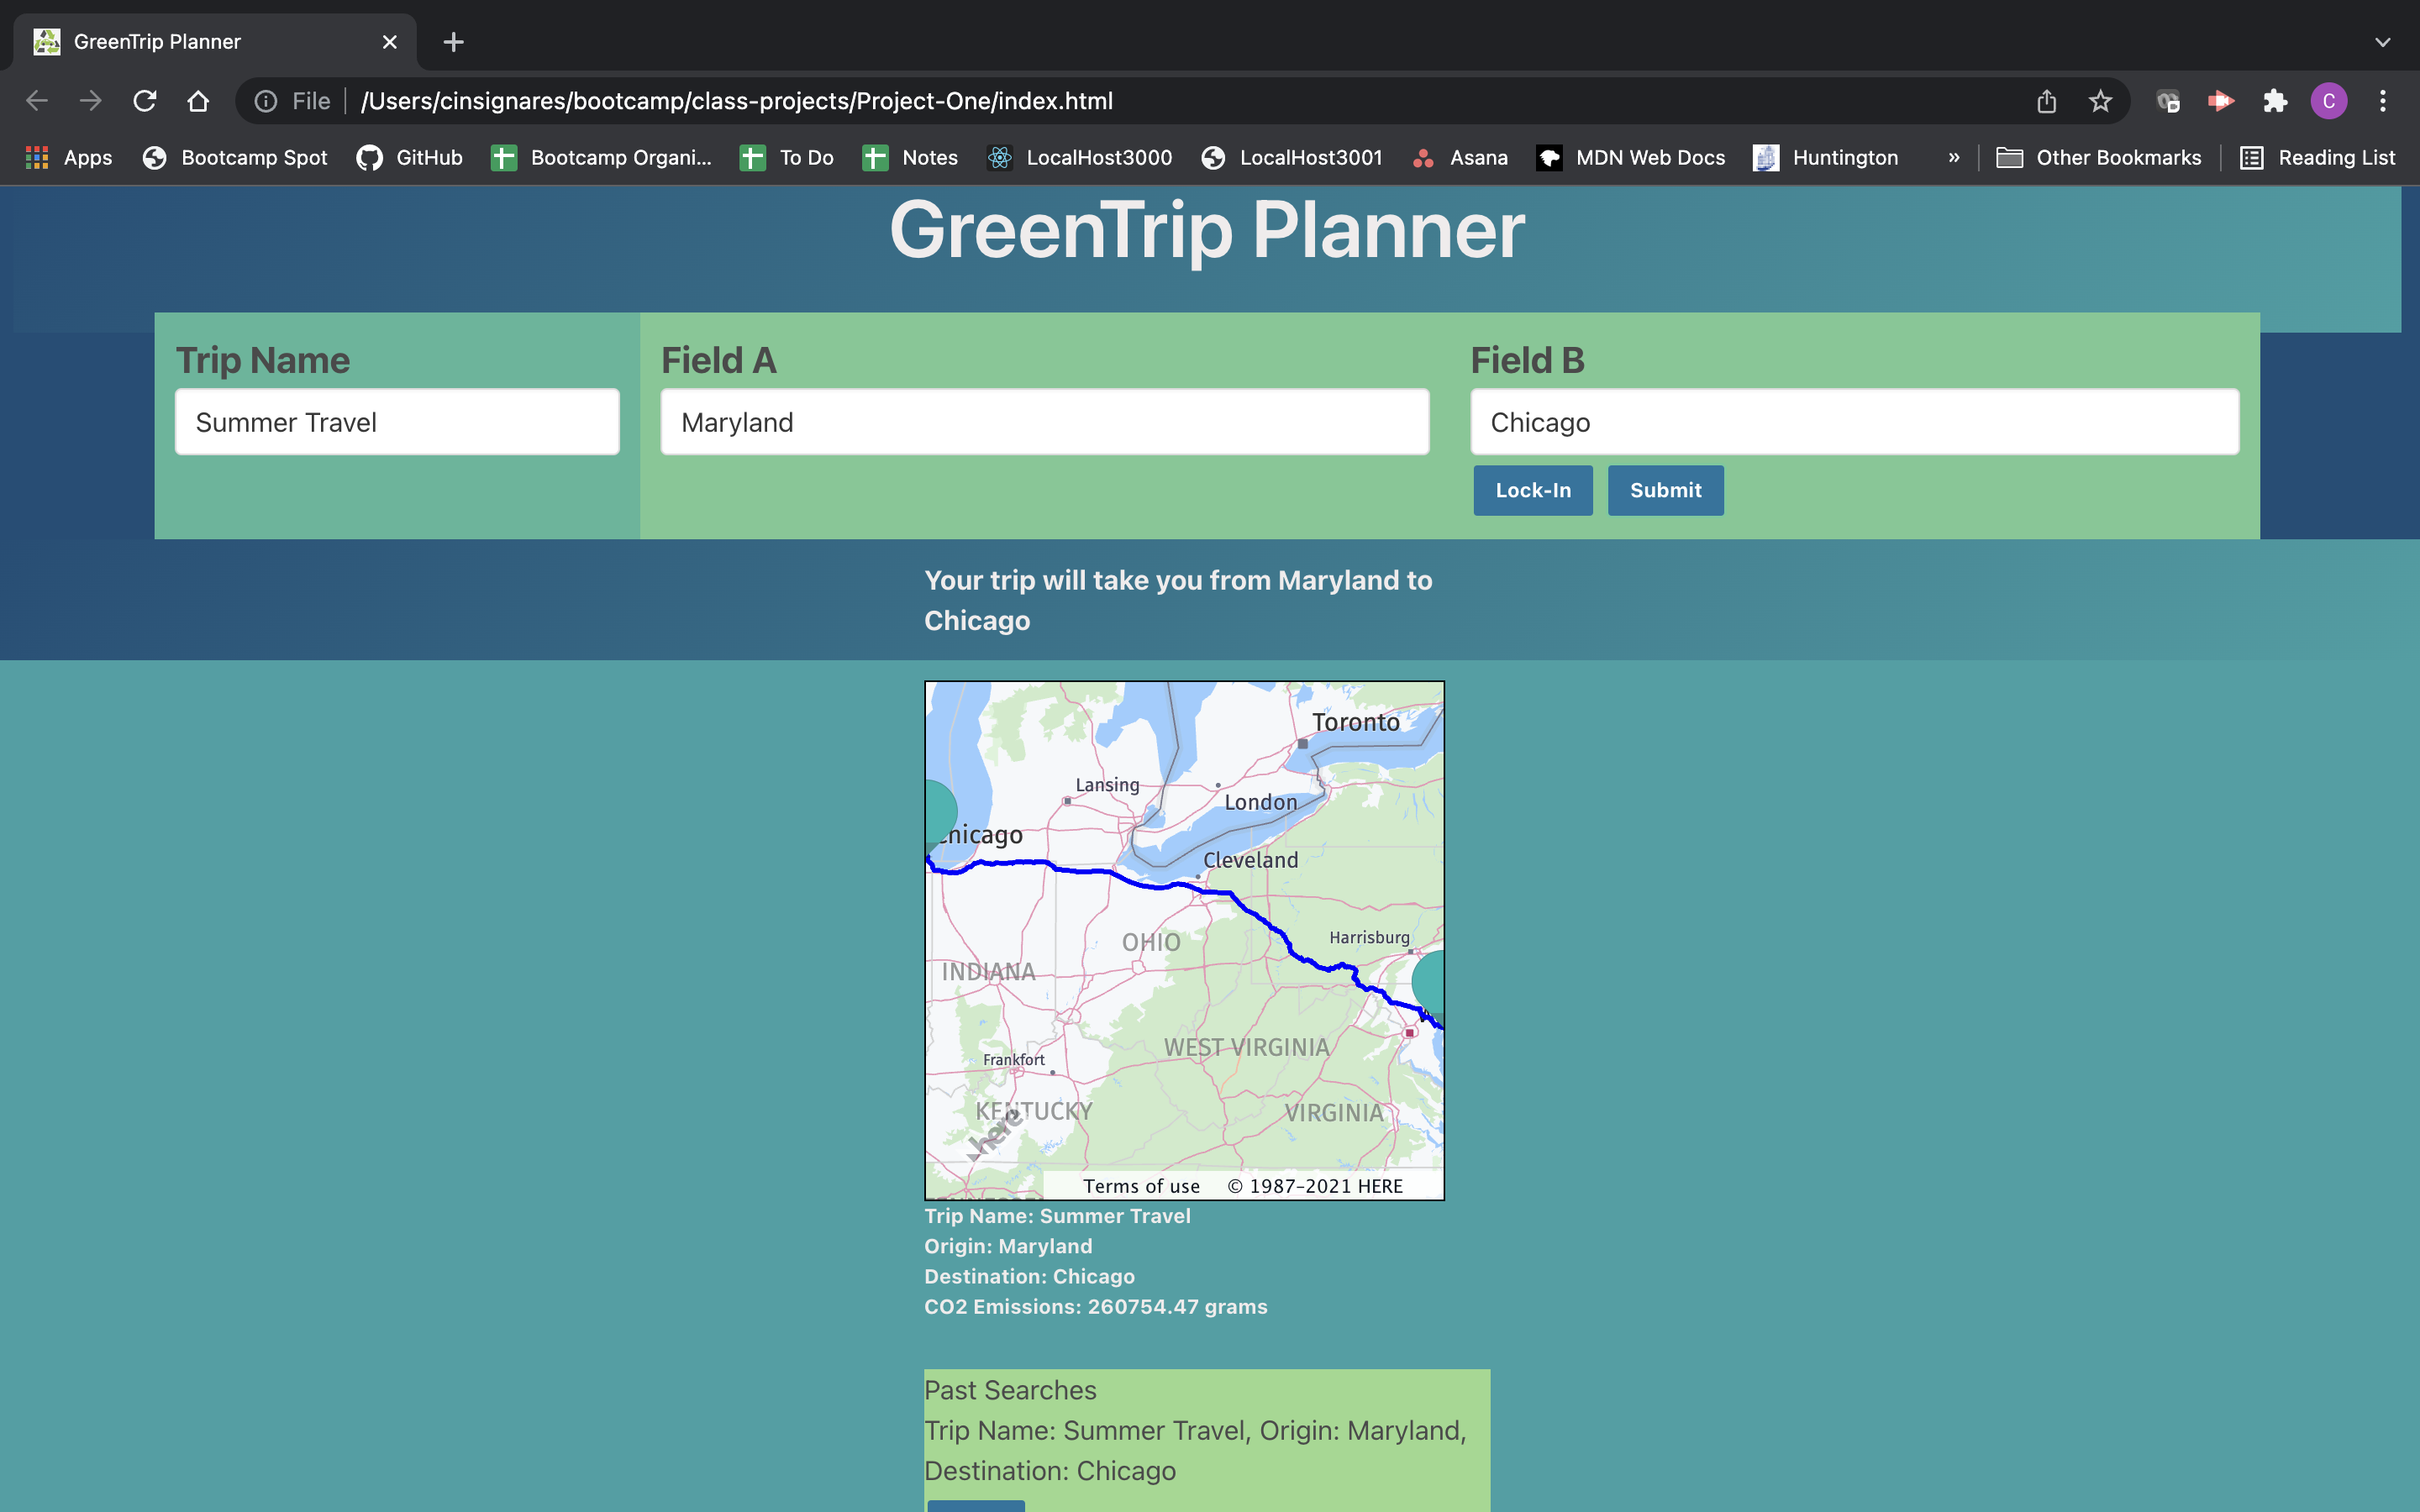 GreenTrip Planner
File /Users/cinsignares/bootcamp/class-projects/Project-One/index.html
C
Apps Bootcamp Spot GitHub Bootcamp Organi... To Do Notes LocalHost3000 LocalHost3001 Asana MDN Web Docs Huntington » Other Bookmarks Reading List
GreenTrip Planner
Trip Name Field A Field B
Summer Travel Maryland Chicago
Lock-In Submit
Your trip will take you from Maryland to
Chicago
Toronto
Lansing
London
hicago
Cleveland
Harrisburg
OHIO
INDIANA
WEST VIRGINIA
Frankfort
KENTUCKY
VIRGINIA
here
Terms of use © 1987-2021 HERE
Trip Name: Summer Travel
Origin: Maryland
Destination: Chicago
CO2 Emissions: 260754.47 grams
Past Searches
Trip Name: Summer Travel, Origin: Maryland,
Destination: Chicago